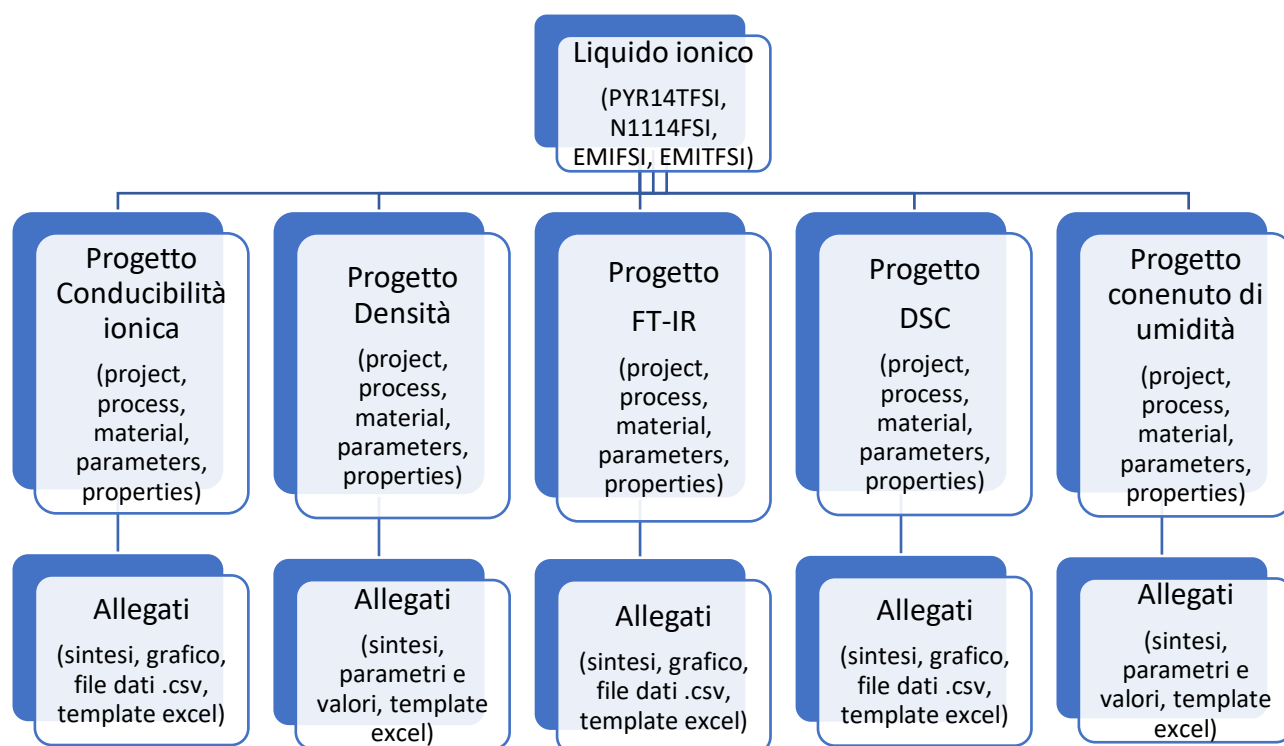 Liquido ionico
(PYR14TFSI,
N1114FSI,
EMIFSI, EMITFSI)
Progetto
Conducibilità
ionica
(project,
process,
material,
parameters,
properties)
Progetto
Densità
(project,
process,
material,
parameters,
properties)
Progetto
FT-IR
(project,
process,
material,
parameters,
properties)
Progetto
DSC
(project,
process,
material,
parameters,
properties)
Progetto
conenuto di
umidità
(project,
process,
material,
parameters,
properties)
Allegati
(sintesi, grafico,
file dati .csv,
template excel)
Allegati
(sintesi,
parametri e
valori, template
excel)
Allegati
(sintesi, grafico,
file dati .csv,
template excel)
Allegati
(sintesi, grafico,
file dati .csv,
template excel)
Allegati
(sintesi,
parametri e
valori, template
excel)